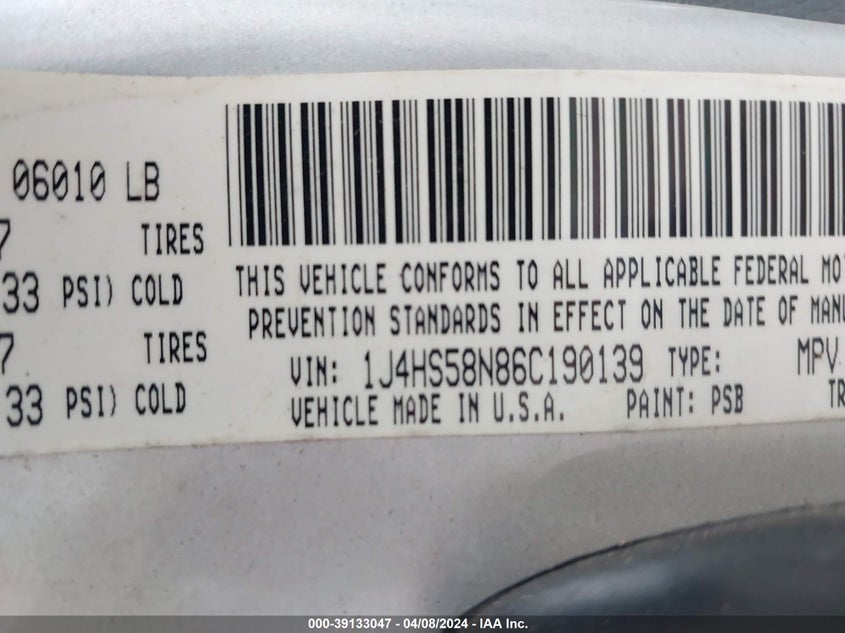 06010 LB
7 TIRES
33 PSI) COLD
7 TIRES
33 PSI) COLD
THIS VEHICLE CONFORMS TO ALL APPLICABLE FEDERAL MOT
PREVENTION STANDARDS IN EFFECT ON THE DATE OF MANU
VIN: 1J4HS58N86C190139 TYPE: MPV
VEHICLE MADE IN U.S.A. PAINT: PSB TR
000-39133047 - 04/08/2024 - IAA Inc.